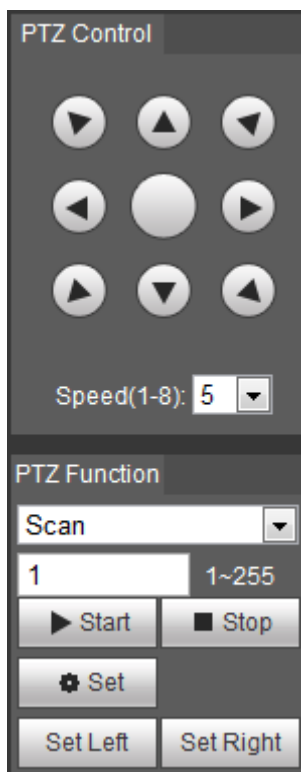 PTZ Control
Speed(1-8): 5
PTZ Function
Scan
1 1~255
Start Stop
Set
Set Left Set Right